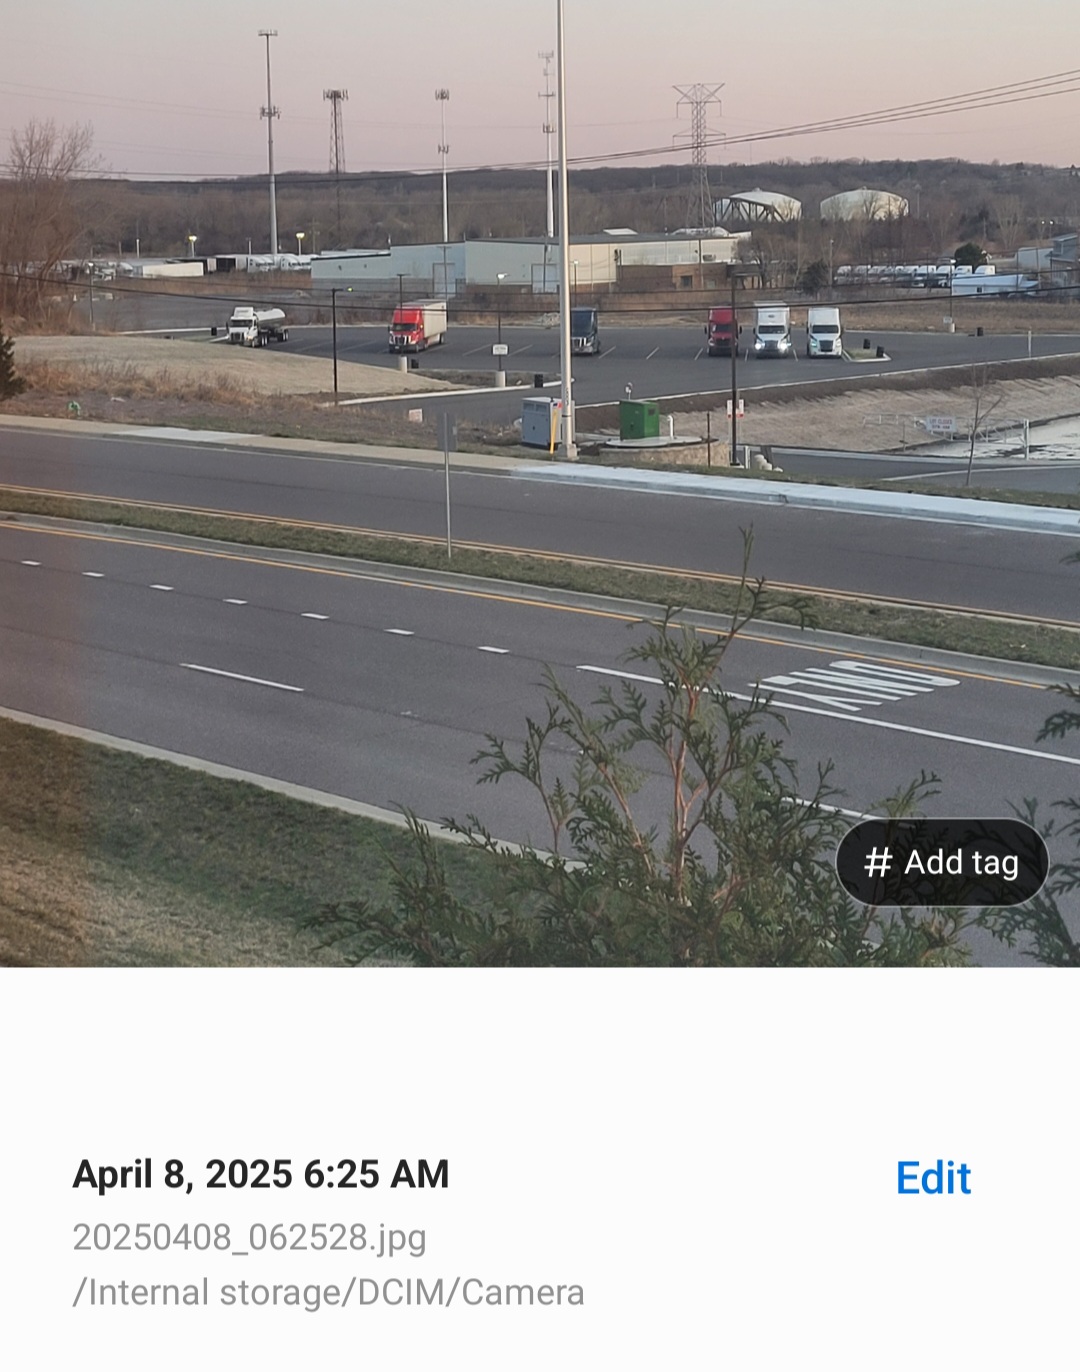 ONLY
# Add tag
April 8, 2025 6:25 AM
Edit
20250408_062528.jpg
/Internal storage/DCIM/Camera